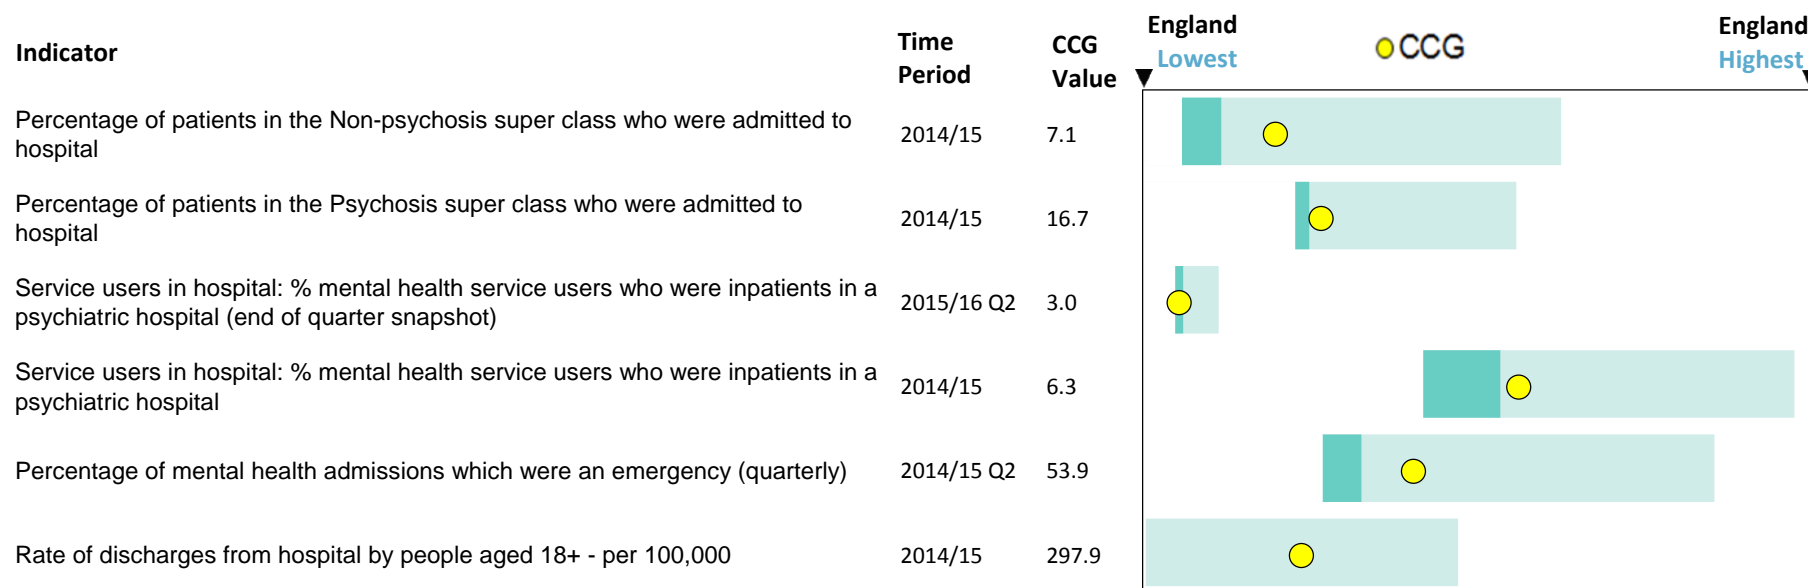 Indicator
Time Period
CCG Value
England Lowest
CCG
England Highest
Percentage of patients in the Non-psychosis super class who were admitted to
hospital
2014/15 7.1
Percentage of patients in the Psychosis super class who were admitted to
hospital
2014/15 16.7
Service users in hospital: % mental health service users who were inpatients in a
psychiatric hospital (end of quarter snapshot)
2015/16 Q2 3.0
Service users in hospital: % mental health service users who were inpatients in a
psychiatric hospital
2014/15 6.3
Percentage of mental health admissions which were an emergency (quarterly) 2014/15 Q2 53.9
Rate of discharges from hospital by people aged 18+ - per 100,000 2014/15 297.9